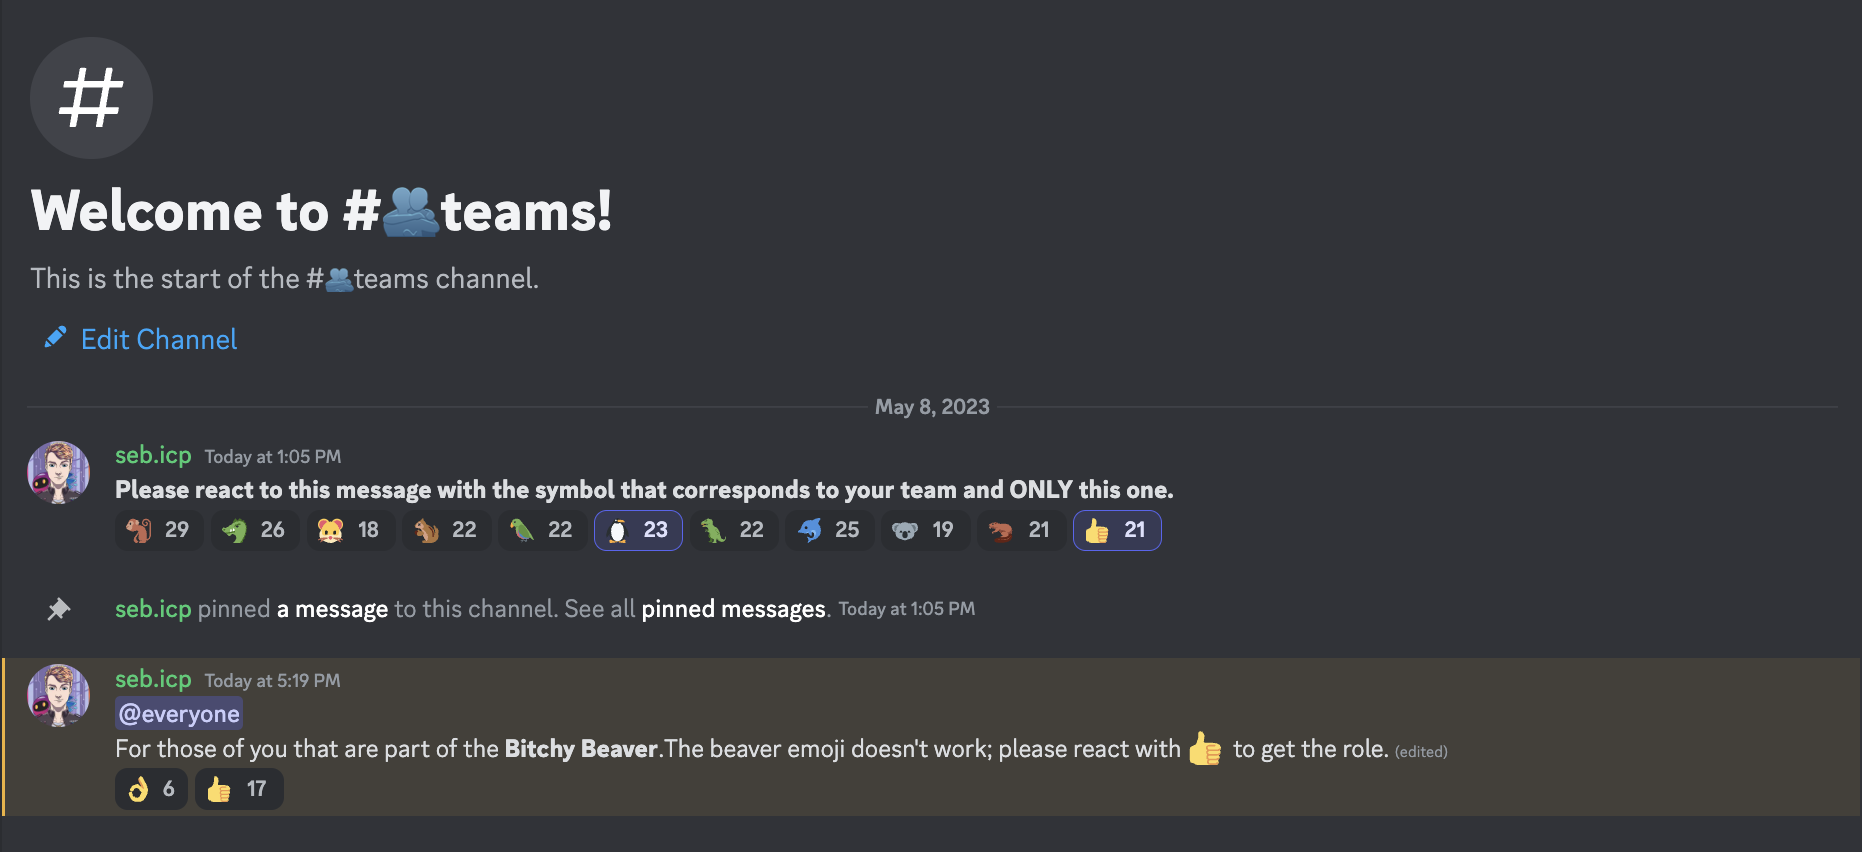 #
Welcome to #🫂teams!
This is the start of the #🫂teams channel.
Edit Channel
May 8, 2023
seb.icp Today at 1:05 PM
Please react to this message with the symbol that corresponds to your team and ONLY this one.
🐒 29 🐲 26 🐹 18 🐿️ 22 🦜 22 🐧 23 🦖 22 🐬 25 🐨 19 🦐 21 👍 21
seb.icp pinned a message to this channel. See all pinned messages. Today at 1:05 PM
seb.icp Today at 5:19 PM
@everyone
For those of you that are part of the Bitchy Beaver.The beaver emoji doesn't work; please react with 👍 to get the role. (edited)
👌 6 👍 17